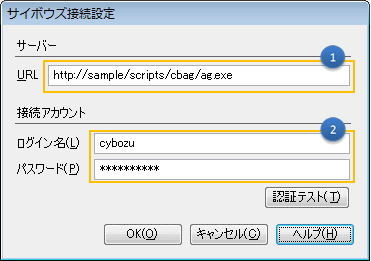 サイボウズ接続設定
サーバー
1
URL http://sample/scripts/cbag/ag.exe
接続アカウント
2
ログイン名(L) cybozu
パスワード(P) **********
認証テスト(T)
OK(O) キャンセル(C) ヘルプ(H)